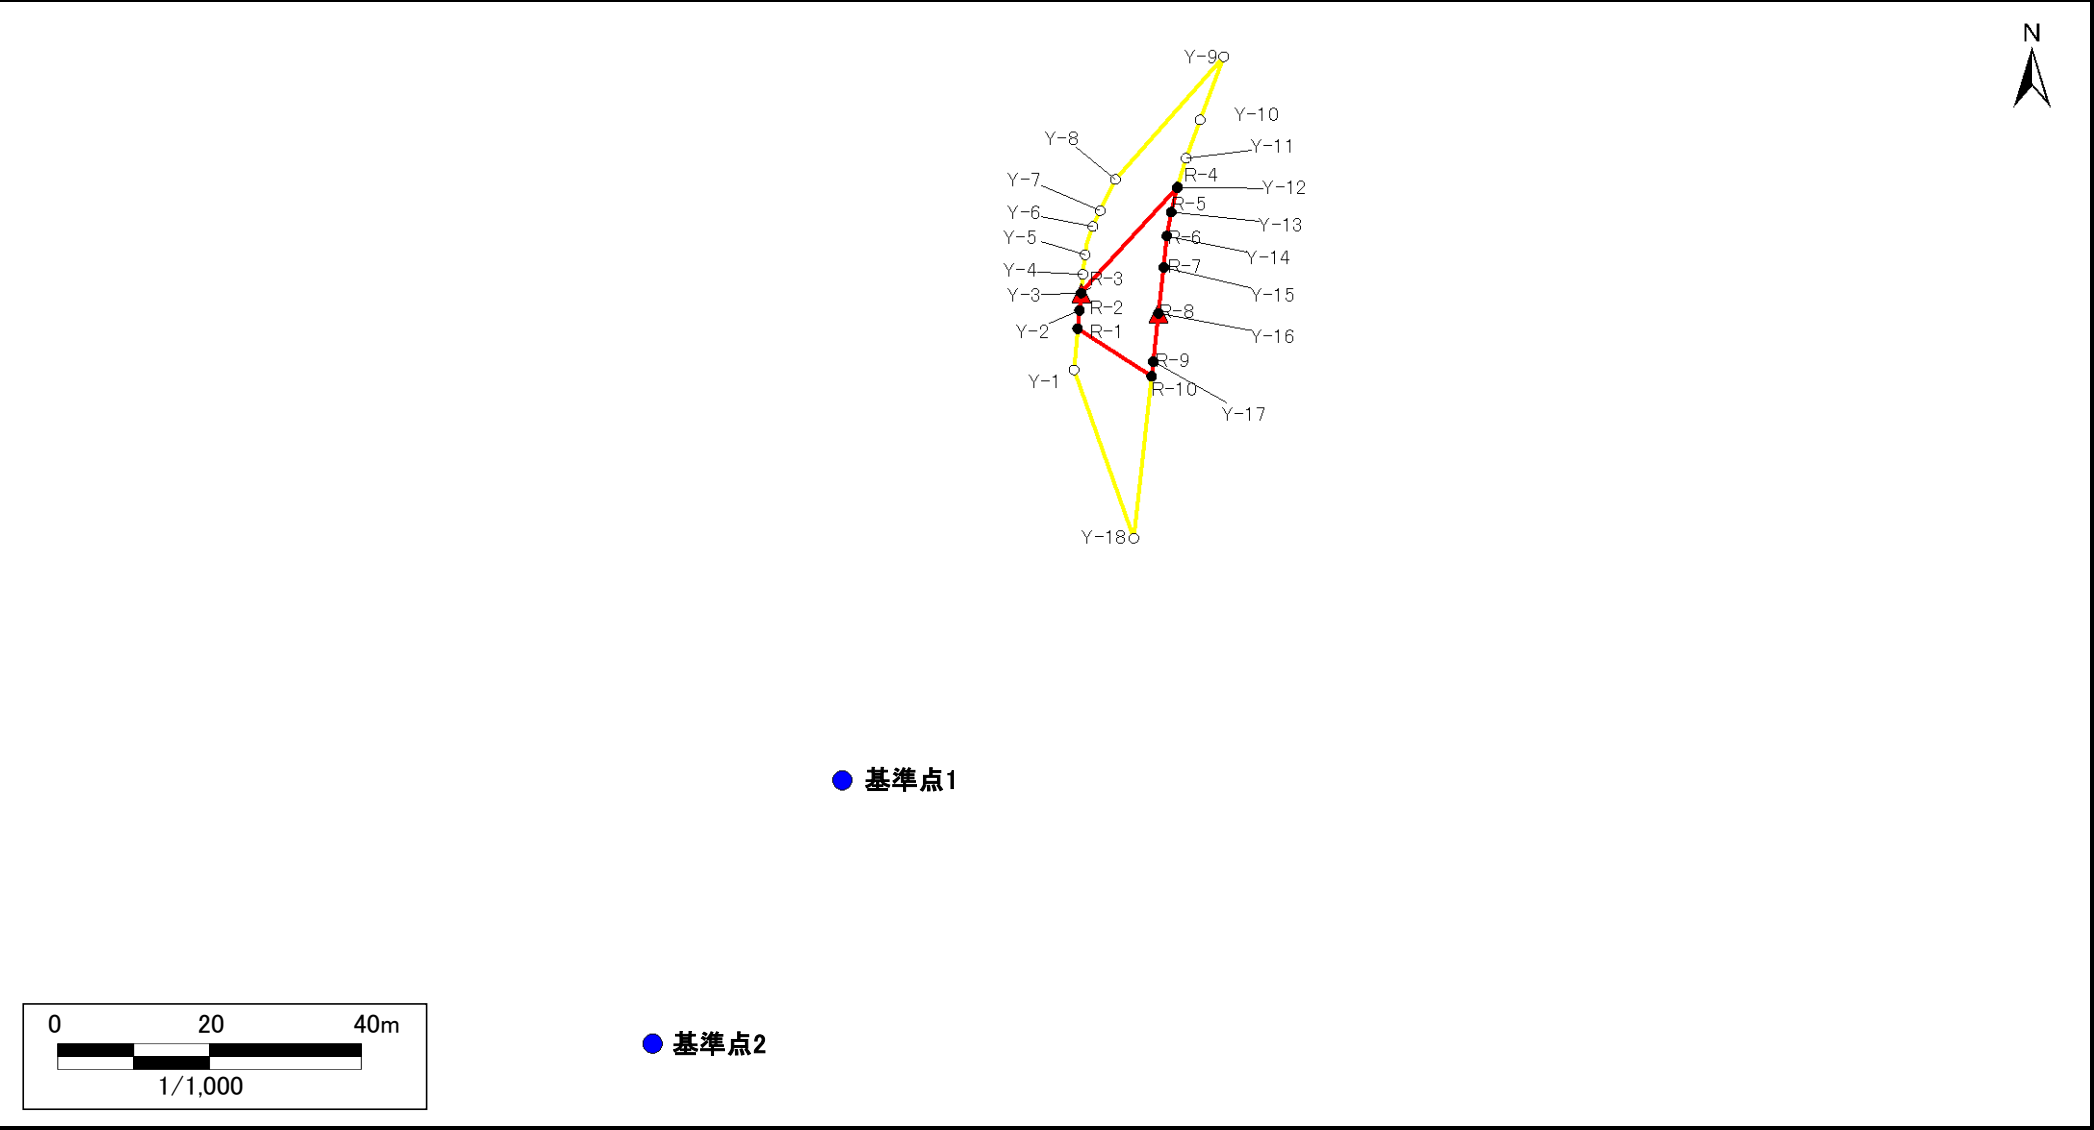 N
Y-9
Y-10
Y-8
Y-11
R-4
Y-7
Y-12
R-5
Y-6
Y-13
Y-5
R-6
Y-14
Y-4
R-7
R-3
Y-3
Y-15
R-2
R-8
Y-2
R-1
Y-16
R-9
Y-1
R-10
Y-17
Y-18
基準点1
基準点2
0 20 40m
1/1,000